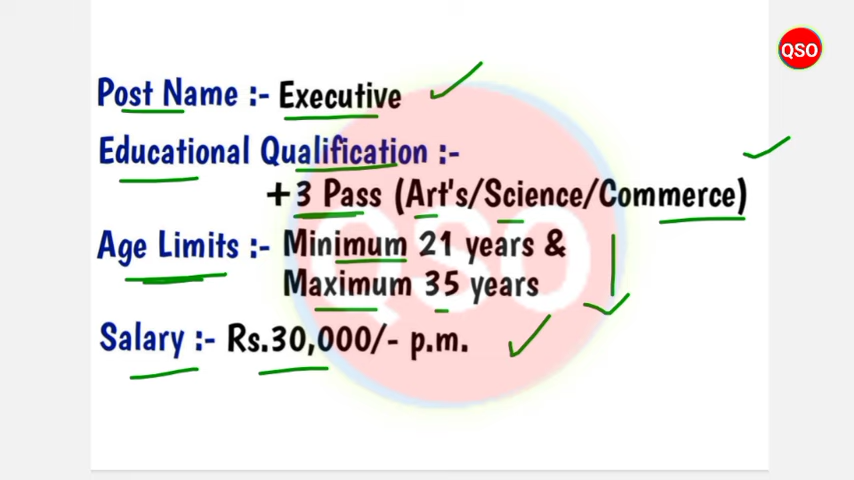 QSO
Post Name :- Executive
Educational Qualification :-
+3 Pass (Art's/Science/Commerce)
Age Limits :- Minimum 21 years &
Maximum 35 years
Salary :- Rs.30,000/- p.m.
QSO